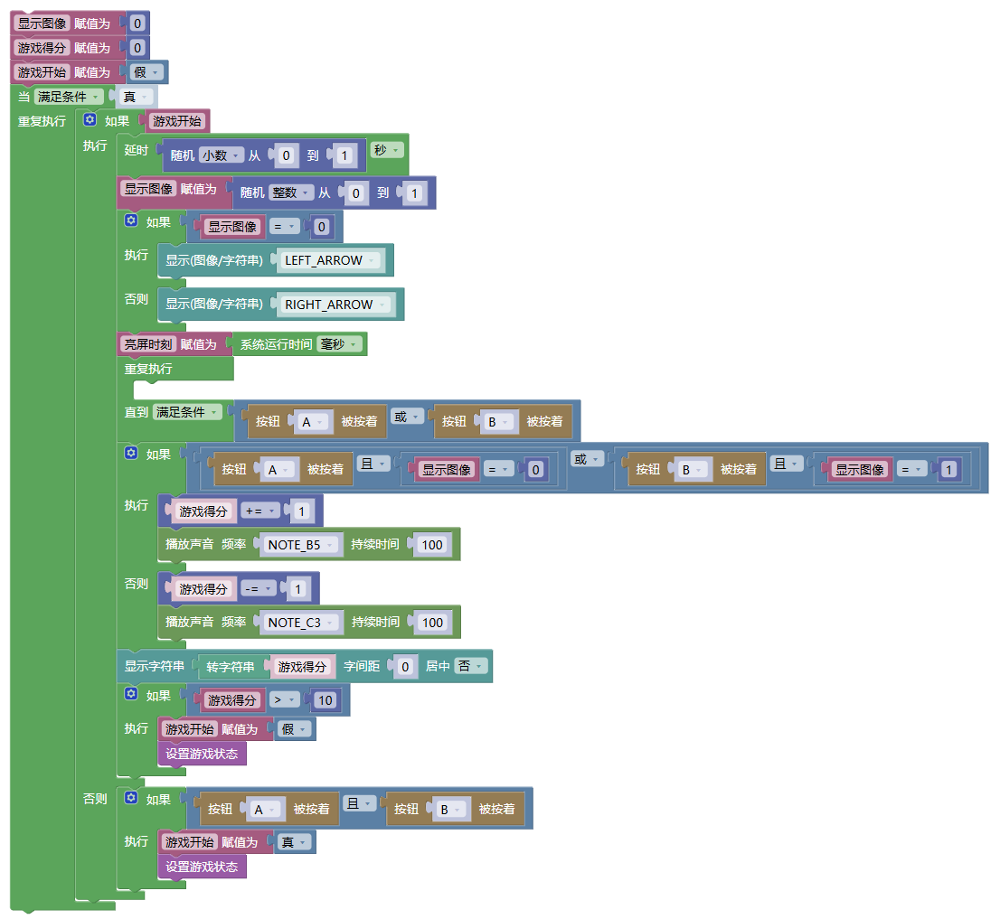 显示图像 赋值为 0
游戏得分 赋值为 0
游戏开始 赋值为 假
当 满足条件 真
重复执行 如果 游戏开始
执行 延时 随机 小数 从 0 到 1 秒
显示图像 赋值为 随机 整数 从 0 到 1
如果 显示图像 = 0
执行 显示(图像/字符串) LEFT_ARROW
否则 显示(图像/字符串) RIGHT_ARROW
亮屏时刻 赋值为 系统运行时间 毫秒
重复执行
直到 满足条件 按钮 A 被按着 或 按钮 B 被按着
如果 按钮 A 被按着 且 显示图像 = 0 或 按钮 B 被按着 且 显示图像 = 1
执行 游戏得分 += 1
播放声音 频率 NOTE_B5 持续时间 100
否则 游戏得分 -= 1
播放声音 频率 NOTE_C3 持续时间 100
显示字符串 转字符串 游戏得分 字间距 0 居中 否
如果 游戏得分 > 10
执行 游戏开始 赋值为 假
设置游戏状态
否则 如果 按钮 A 被按着 且 按钮 B 被按着
执行 游戏开始 赋值为 真
设置游戏状态